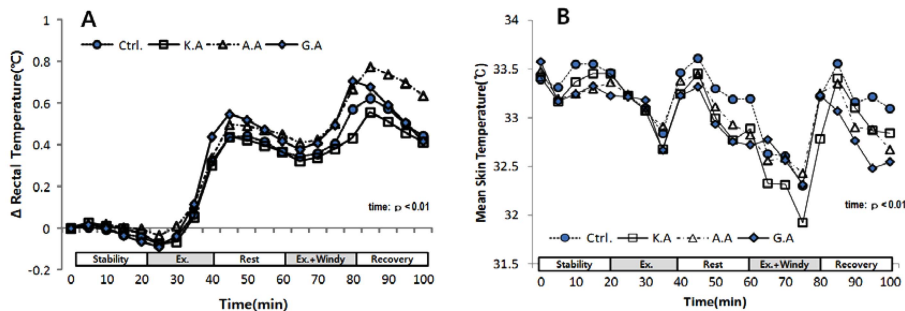 A
Δ Rectal Temperature(℃)
1
0.8
0.6
0.4
0.2
0
-0.2
Ctrl. K.A A.A G.A
time: p <0.01
Stability Ex. Rest Ex.+Windy Recovery
0 10 20 30 40 50 60 70 80 90 100
Time(min)
B
Mean Skin Temperature(℃)
34
33.5
33
32.5
32
31.5
time: p <0.01
Ctrl. K.A A.A G.A
Stability Ex. Rest Ex.+Windy Recovery
0 10 20 30 40 50 60 70 80 90 100
Time(min)